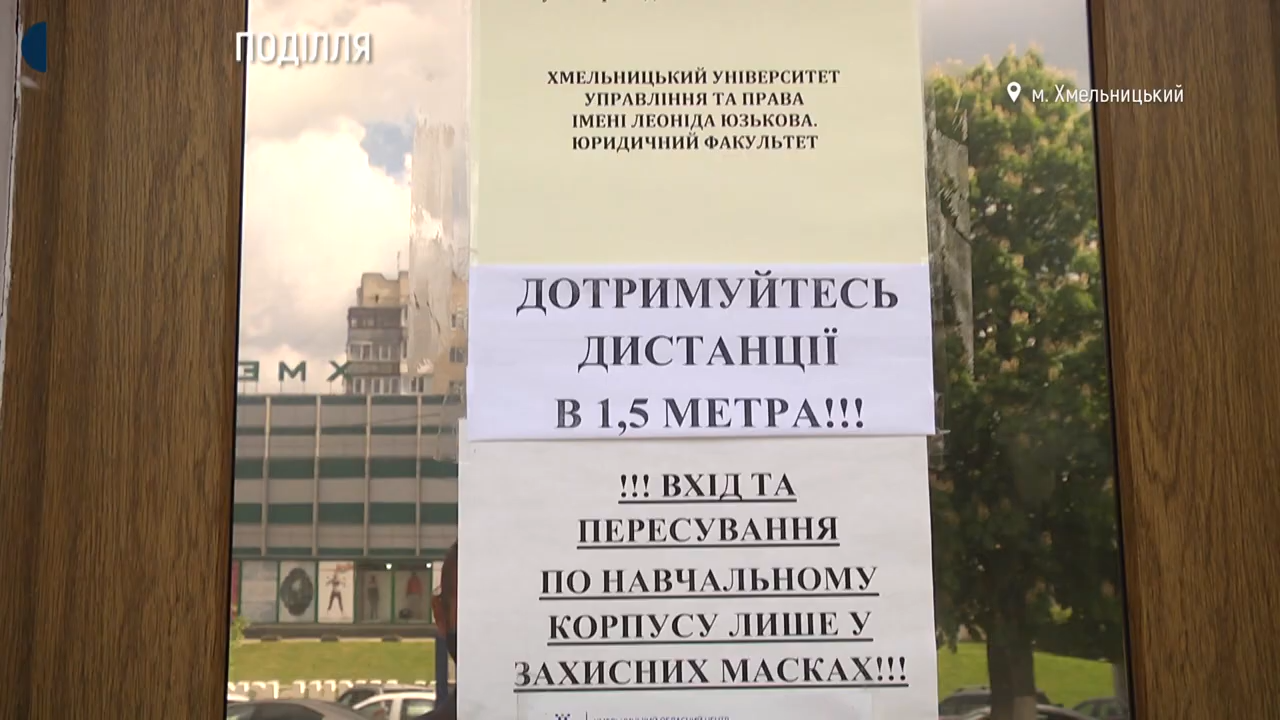 ПОДІЛЛЯ
м. Хмельницький
ХМЕЛЬНИЦЬКИЙ УНІВЕРСИТЕТ
УПРАВЛІННЯ ТА ПРАВА
ІМЕНІ ЛЕОНІДА ЮЗЬКОВА.
ЮРИДИЧНИЙ ФАКУЛЬТЕТ
ДОТРИМУЙТЕСЬ
ДИСТАНЦІЇ
В 1,5 МЕТРА!!!
!!! ВХІД ТА
ПЕРЕСУВАННЯ
ПО НАВЧАЛЬНОМУ
КОРПУСУ ЛИШЕ У
ЗАХИСНИХ МАСКАХ!!!